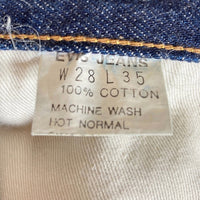 EVIS JEANS
W 28 L 35
100% COTTON
MACHINE WASH
HOT NORMAL